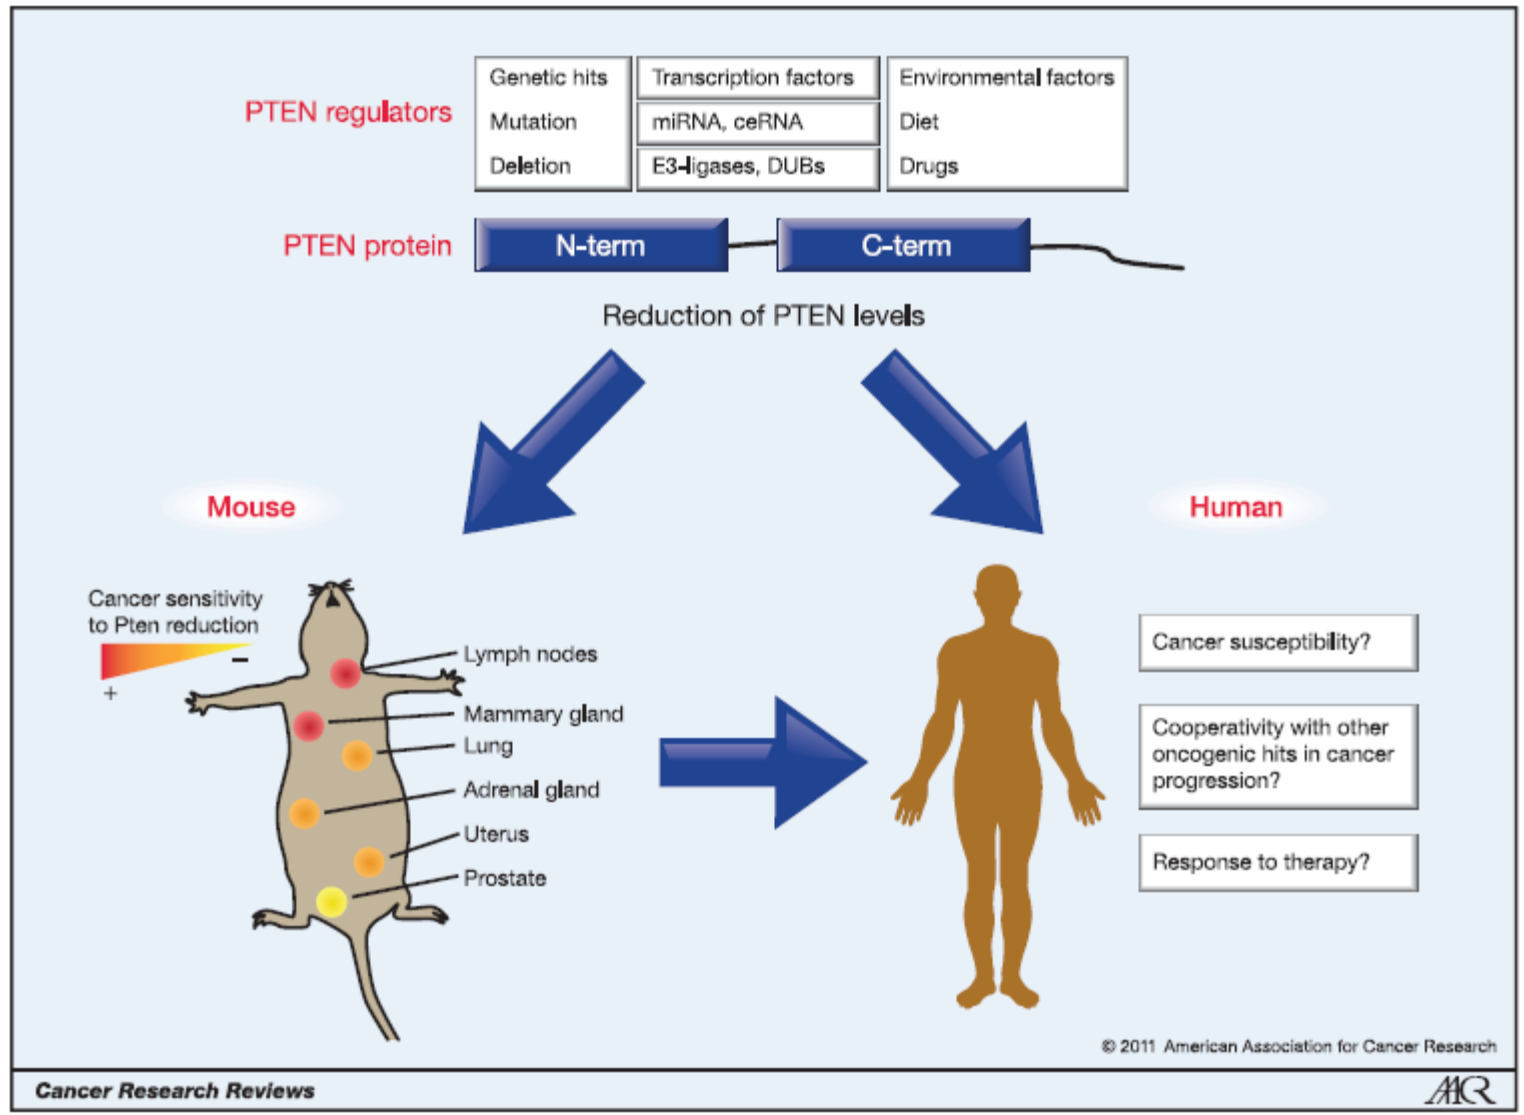 PTEN regulators
Genetic hits
Mutation
Deletion
Transcription factors
miRNA, ceRNA
E3-ligases, DUBs
Environmental factors
Diet
Drugs
PTEN protein
N-term
C-term
Reduction of PTEN levels
Mouse
Human
Cancer sensitivity
to Pten reduction
+
−
Lymph nodes
Mammary gland
Lung
Adrenal gland
Uterus
Prostate
Cancer susceptibility?
Cooperativity with other
oncogenic hits in cancer
progression?
Response to therapy?
© 2011 American Association for Cancer Research
Cancer Research Reviews
AACR